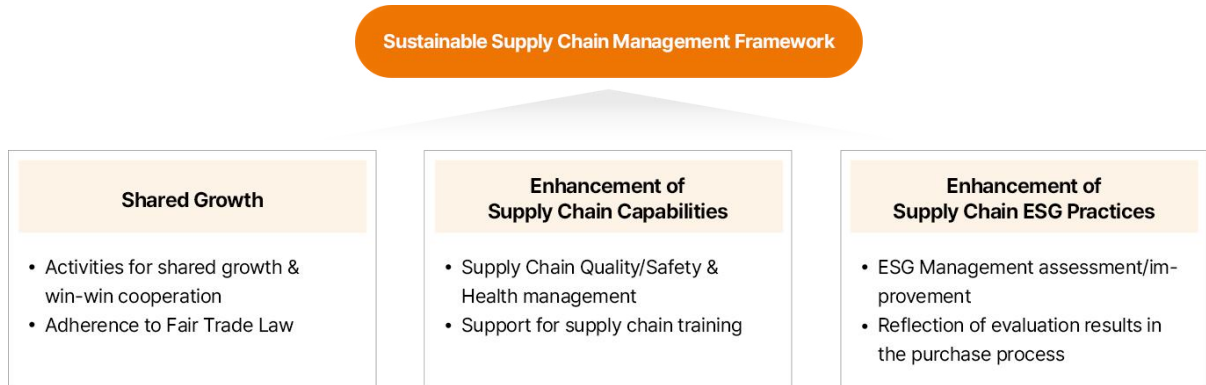 Sustainable Supply Chain Management Framework
Shared Growth
• Activities for shared growth &
win-win cooperation
• Adherence to Fair Trade Law
Enhancement of
Supply Chain Capabilities
• Supply Chain Quality/Safety &
Health management
• Support for supply chain training
Enhancement of
Supply Chain ESG Practices
• ESG Management assessment/im-
provement
• Reflection of evaluation results in
the purchase process